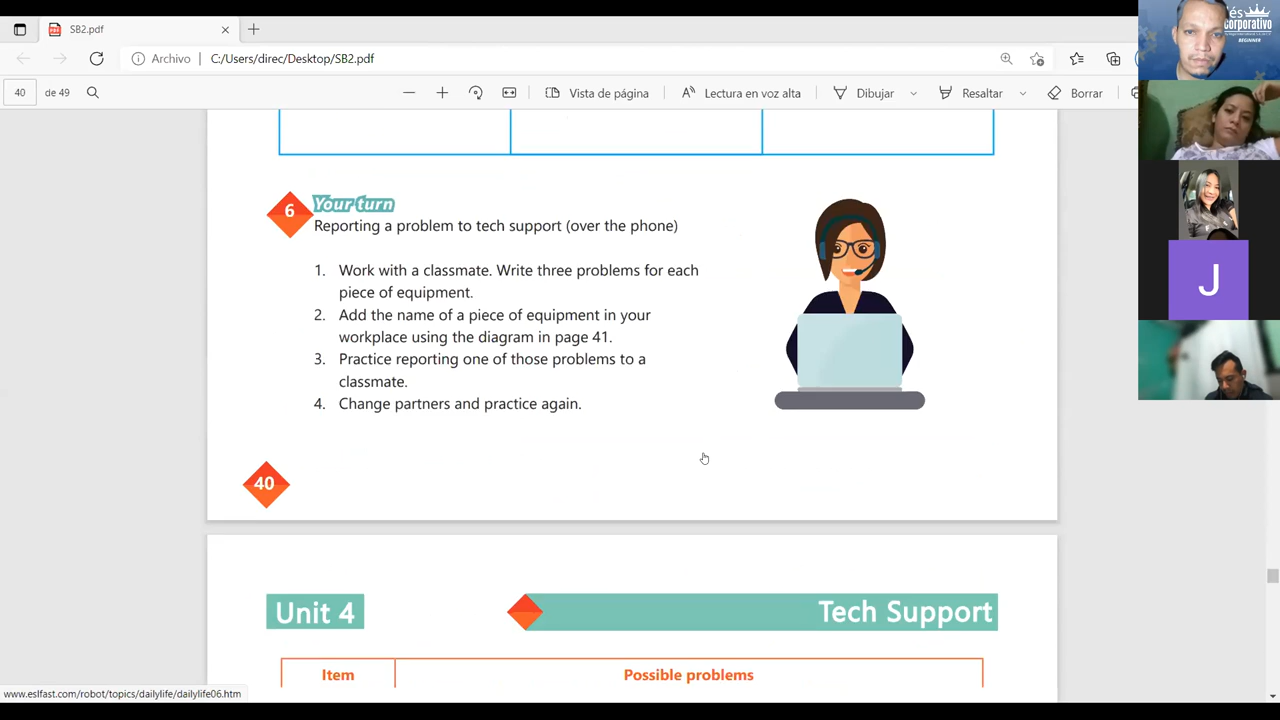 SB2.pdf
Archivo
C:/Users/direc/Desktop/SB2.pdf
40
de 49
Vista de página
Lectura en voz alta
Dibujar
Resaltar
Borrar
és
corporativo
BEGINNER
6
Your turn
Reporting a problem to tech support (over the phone)
1. Work with a classmate. Write three problems for each
piece of equipment.
2. Add the name of a piece of equipment in your
workplace using the diagram in page 41.
3. Practice reporting one of those problems to a
classmate.
4. Change partners and practice again.
J
40
Unit 4
Tech Support
Item
Possible problems
www.eslfast.com/robot/topics/dailylife/dailylife06.htm